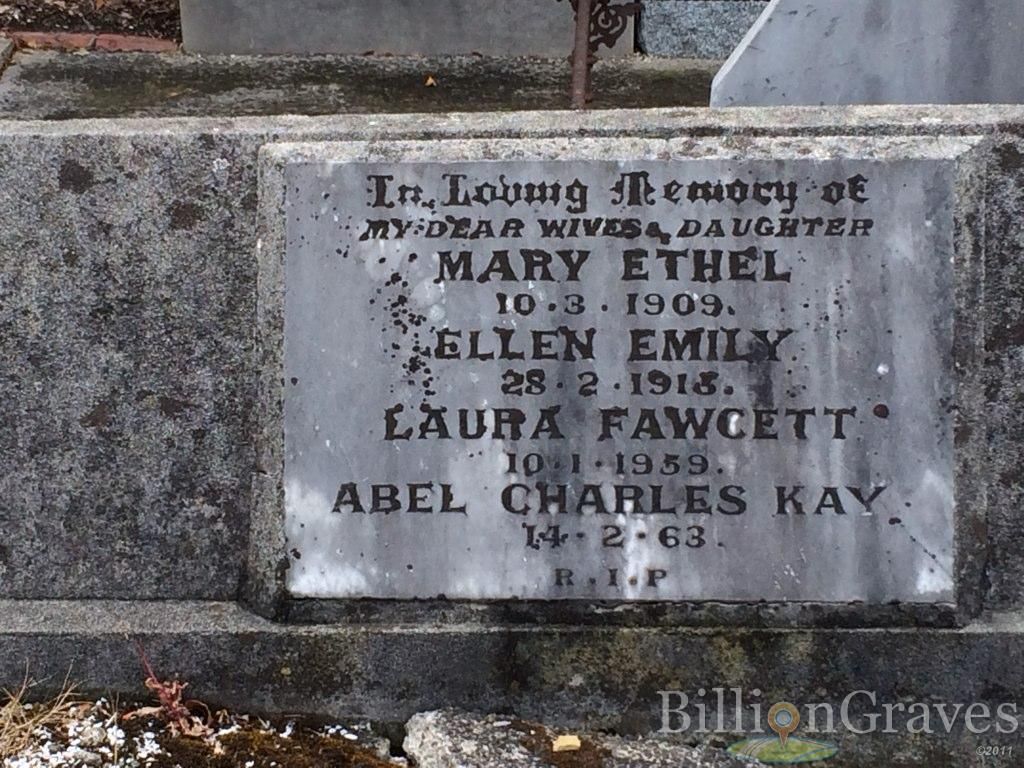 In Loving Memory of
MY DEAR WIVES & DAUGHTER
MARY ETHEL
10·3·1909.
ELLEN EMILY
28·2·1913.
LAURA FAWCETT
10·1·1959.
ABEL CHARLES KAY
14·2·63.
R.I.P
BillionGraves
©2011